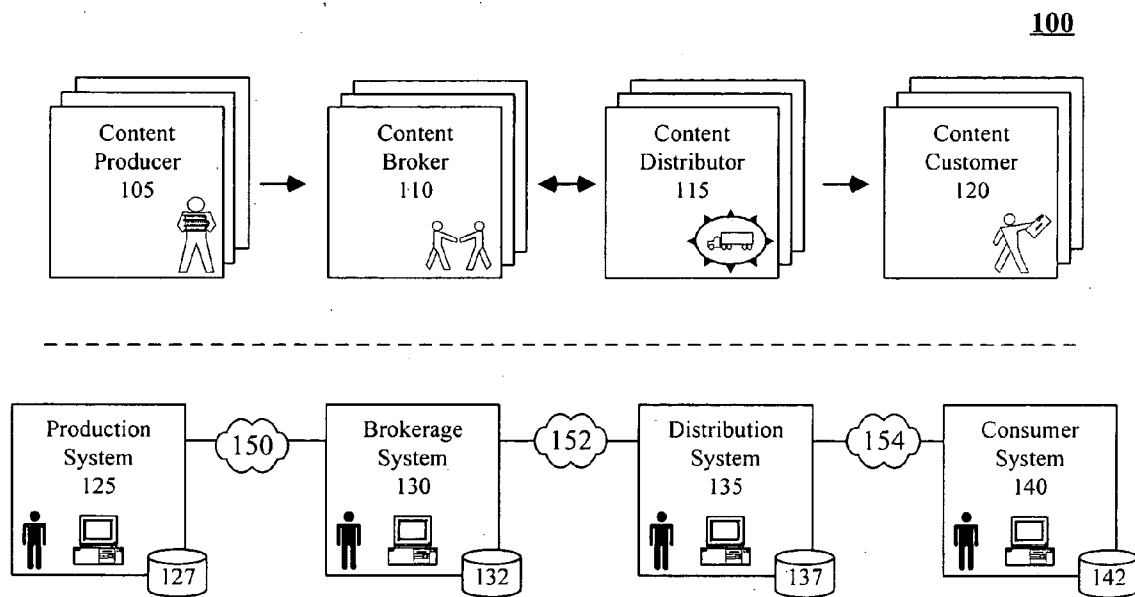 100
Content
Producer
105
Content
Broker
110
Content
Distributor
115
Content
Customer
120
Production
System
125
127
150
Brokerage
System
130
132
152
Distribution
System
135
137
154
Consumer
System
140
142